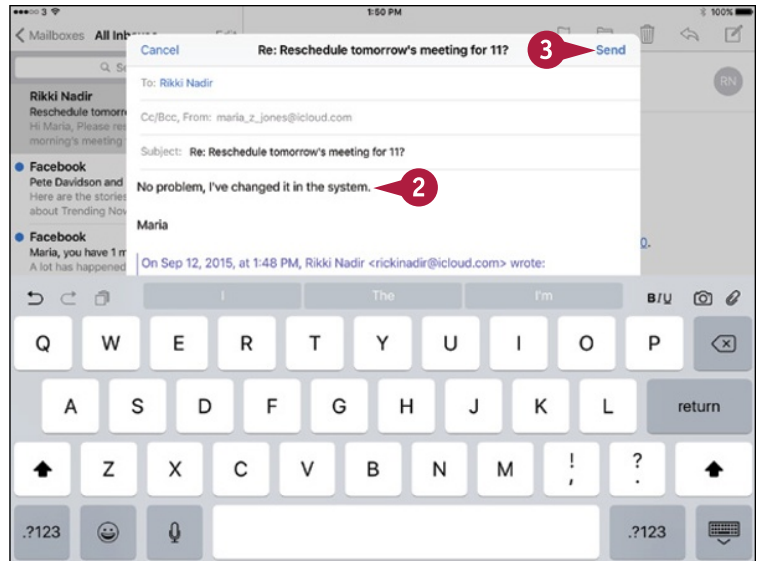 3 1:50 PM 100%
Mailboxes All Inb
Cancel Re: Reschedule tomorrow's meeting for 11? 3 Send
To: Rikki Nadir RN
Cc/Bcc, From: maria_z_jones@icloud.com
Subject: Re: Reschedule tomorrow's meeting for 11?
No problem, I've changed it in the system. 2
Maria
On Sep 12, 2015, at 1:48 PM, Rikki Nadir <rickinadir@icloud.com> wrote:
Rikki Nadir
Reschedule tomorr
Hi Maria, Please res
morning's meeting
Facebook
Pete Davidson and
Here are the stories
about Trending Nov
Facebook
Maria, you have 1 m
A lot has happened
I The I'm B I U
Q W E R T Y U I O P
A S D F G H J K L return
Z X C V B N M ! , ? .
.?123 .?123